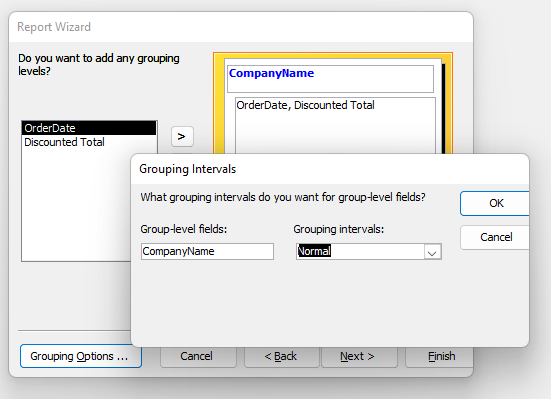 Report Wizard
Do you want to add any grouping
levels?
CompanyName
OrderDate, Discounted Total
OrderDate
Discounted Total
>
Grouping Intervals
What grouping intervals do you want for group-level fields?
OK
Cancel
Group-level fields:
Grouping intervals:
CompanyName
Normal
Grouping Options ...
Cancel
< Back
Next >
Finish